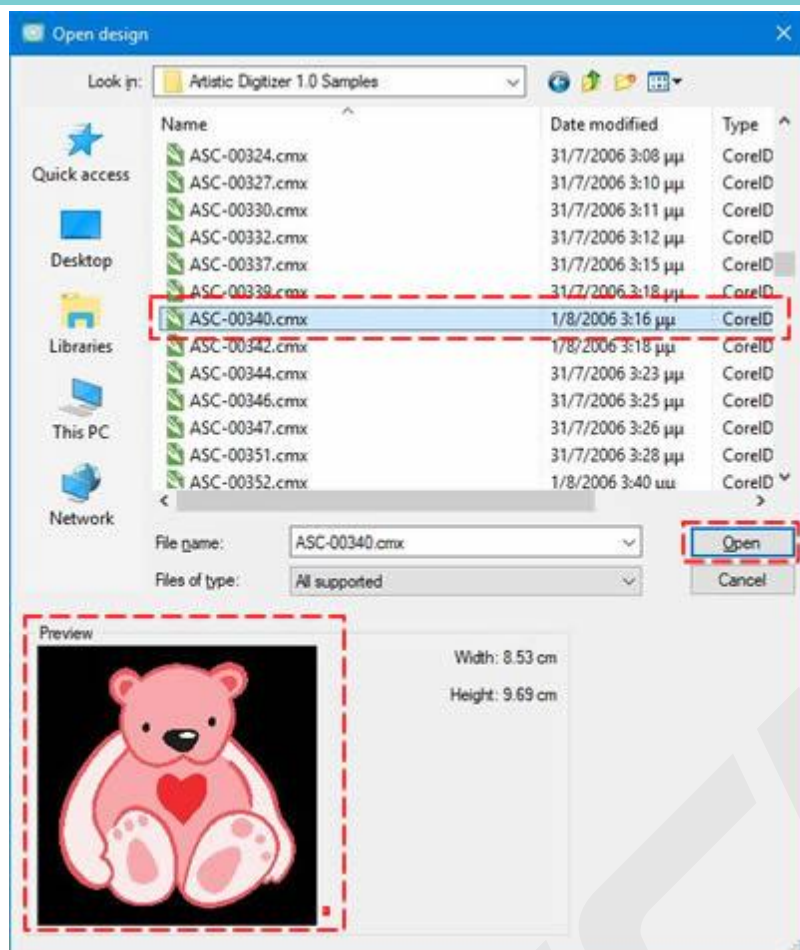 Open design
Look in: Artistic Digitizer 1.0 Samples
Name Date modified Type
ASC-00324.cmx 31/7/2006 3:08 μμ CorelD
Quick access
ASC-00327.cmx 31/7/2006 3:10 μμ CorelD
ASC-00330.cmx 31/7/2006 3:11 μμ CorelD
ASC-00332.cmx 31/7/2006 3:12 μμ CorelD
Desktop
ASC-00337.cmx 31/7/2006 3:15 μμ CorelD
ASC-00339.cmx 31/7/2006 3:18 μμ CorelD
ASC-00340.cmx 1/8/2006 3:16 μμ CorelD
Libraries
ASC-00342.cmx 1/8/2006 3:18 μμ CorelD
ASC-00344.cmx 31/7/2006 3:23 μμ CorelD
ASC-00346.cmx 31/7/2006 3:25 μμ CorelD
This PC
ASC-00347.cmx 31/7/2006 3:26 μμ CorelD
ASC-00351.cmx 31/7/2006 3:28 μμ CorelD
ASC-00352.cmx 1/8/2006 3:40 μμ CorelD
Network
File name: ASC-00340.cmx Open
Files of type: All supported Cancel
Preview
Width: 8.53 cm
Height: 9.69 cm